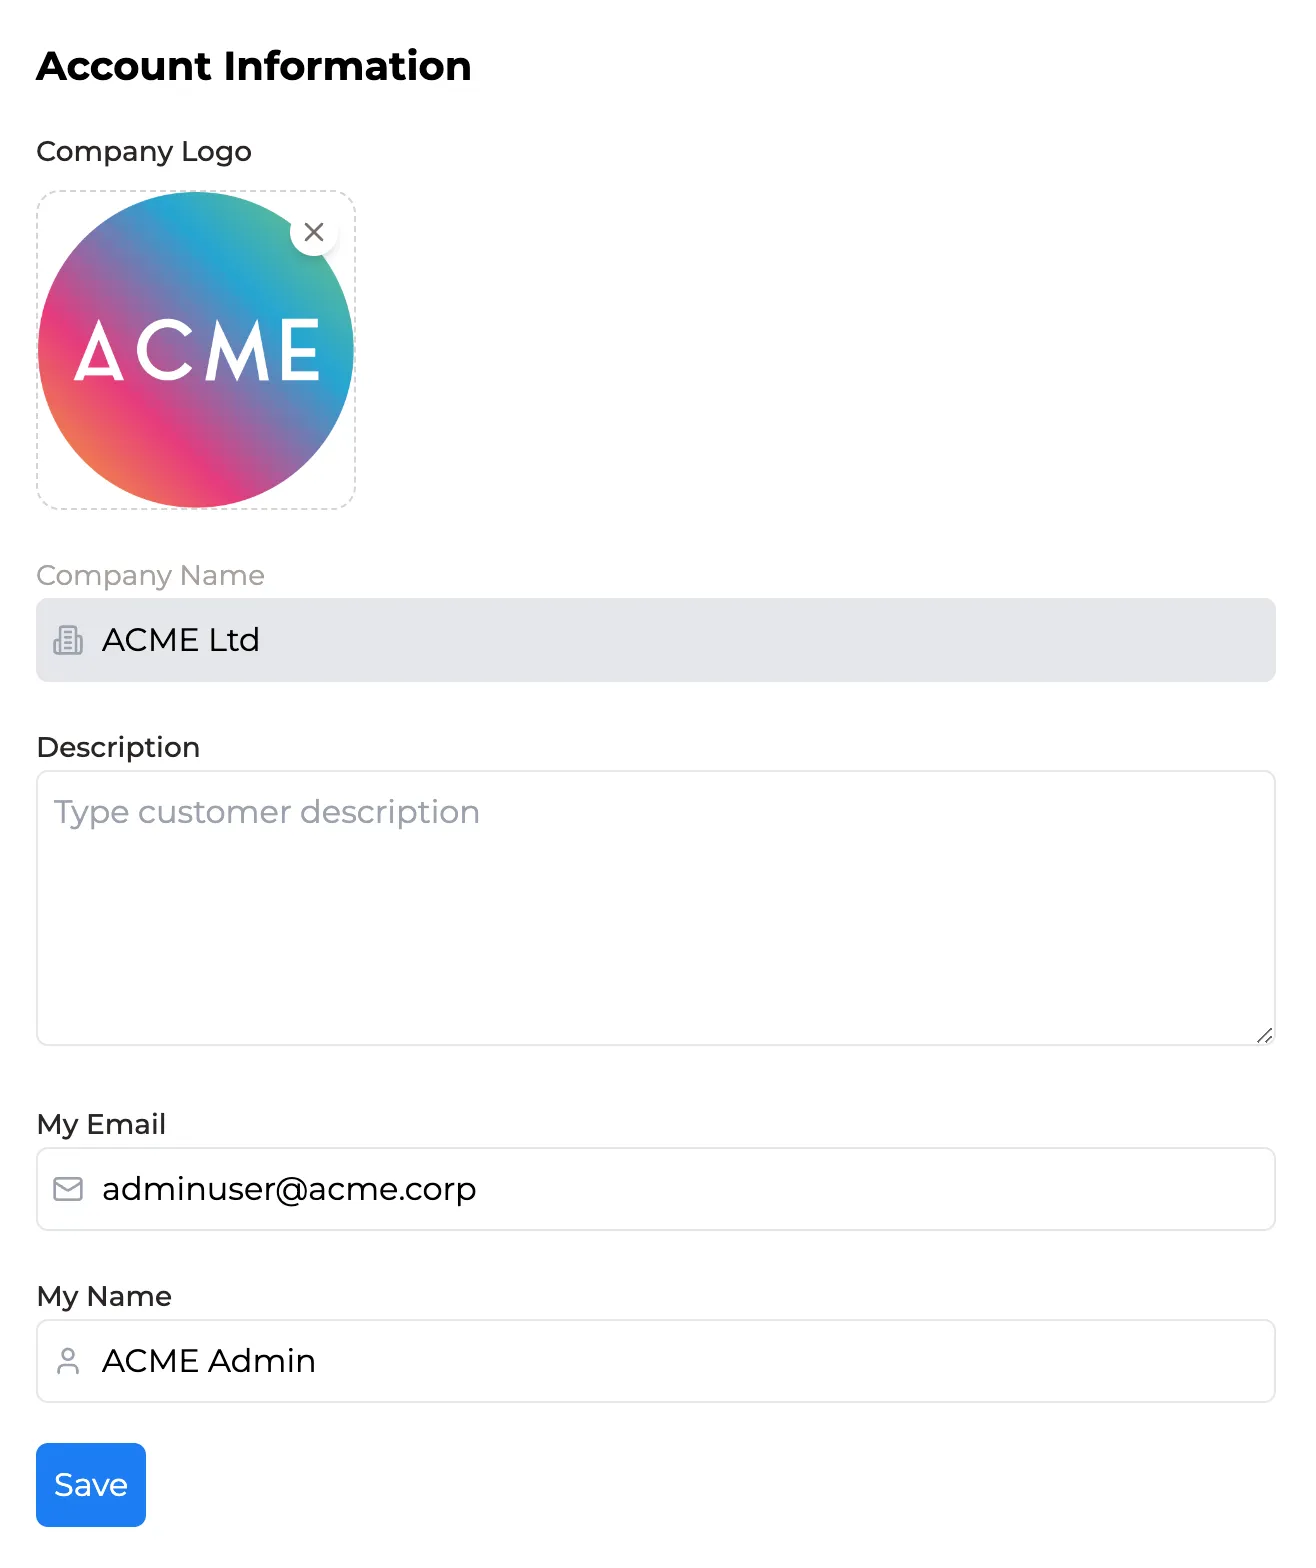 Account Information
Company Logo
ACME
Company Name
ACME Ltd
Description
Type customer description
My Email
adminuser@acme.corp
My Name
ACME Admin
Save